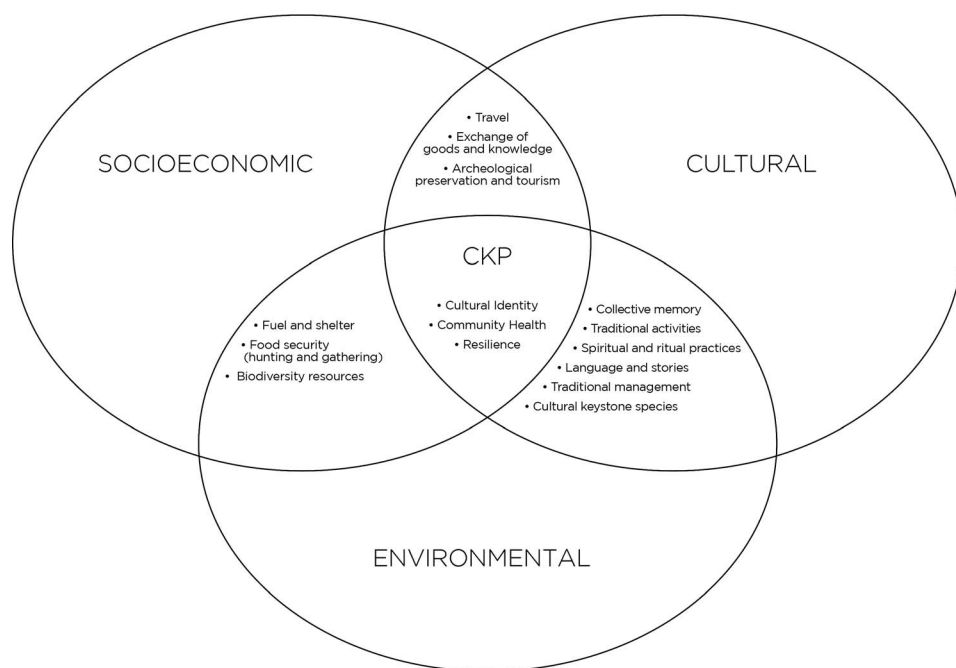 • Travel
• Exchange of
goods and knowledge
• Archeological
preservation and tourism
SOCIOECONOMIC
CULTURAL
CKP
• Cultural Identity
• Community Health
• Resilience
• Fuel and shelter
• Food security
(hunting and gathering)
• Biodiversity resources
• Collective memory
• Traditional activities
• Spiritual and ritual practices
• Language and stories
• Traditional management
• Cultural keystone species
ENVIRONMENTAL